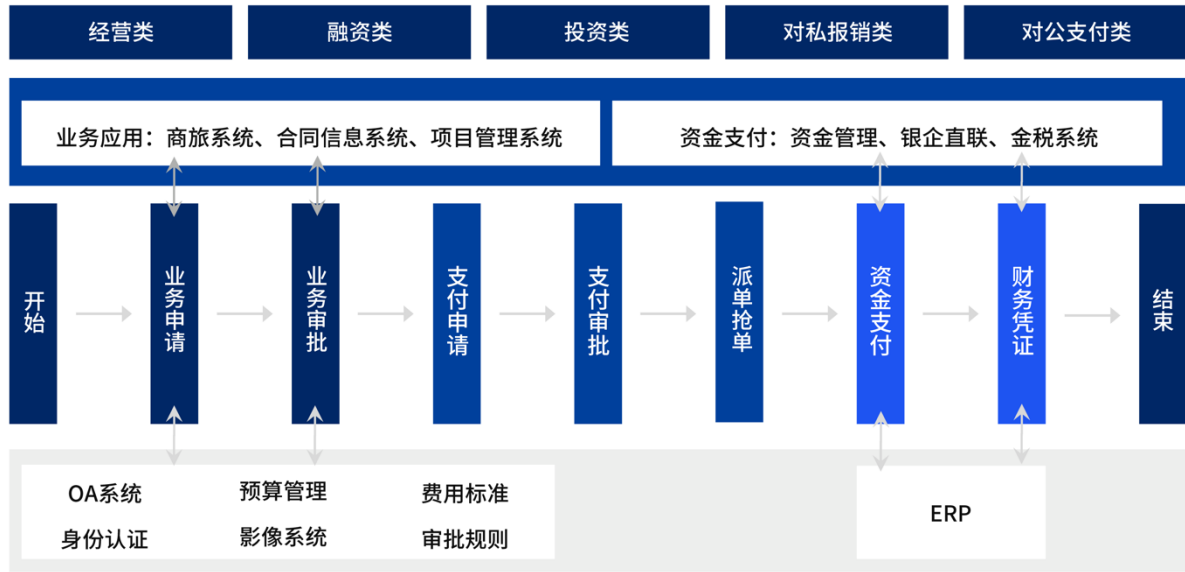 经营类
融资类
投资类
对私报销类
对公支付类
业务应用：商旅系统、合同信息系统、项目管理系统
资金支付：资金管理、银企直联、金税系统
开始
业务申请
业务审批
支付申请
支付审批
派单抢单
资金支付
财务凭证
结束
OA系统
预算管理
费用标准
身份认证
影像系统
审批规则
ERP